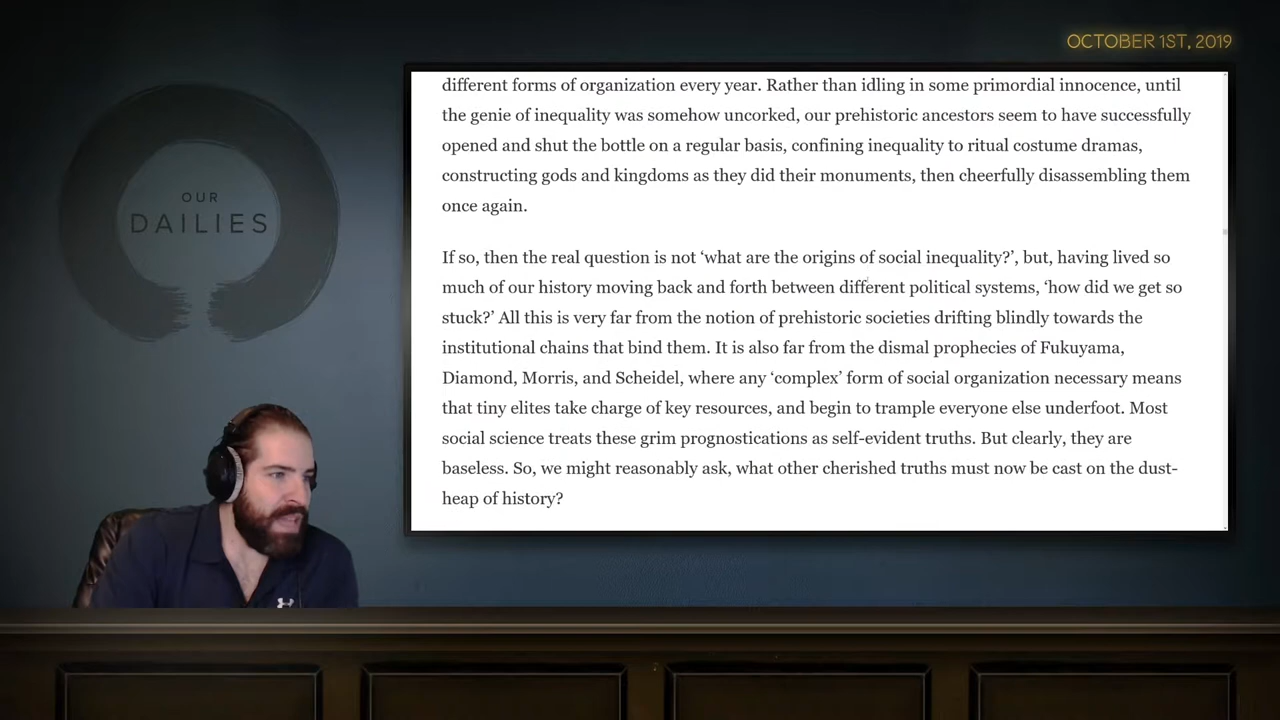 OCTOBER 1ST, 2019
OUR
DAILIES
different forms of organization every year. Rather than idling in some primordial innocence, until
the genie of inequality was somehow uncorked, our prehistoric ancestors seem to have successfully
opened and shut the bottle on a regular basis, confining inequality to ritual costume dramas,
constructing gods and kingdoms as they did their monuments, then cheerfully disassembling them
once again.
If so, then the real question is not ‘what are the origins of social inequality?’, but, having lived so
much of our history moving back and forth between different political systems, ‘how did we get so
stuck?’ All this is very far from the notion of prehistoric societies drifting blindly towards the
institutional chains that bind them. It is also far from the dismal prophecies of Fukuyama,
Diamond, Morris, and Scheidel, where any ‘complex’ form of social organization necessary means
that tiny elites take charge of key resources, and begin to trample everyone else underfoot. Most
social science treats these grim prognostications as self-evident truths. But clearly, they are
baseless. So, we might reasonably ask, what other cherished truths must now be cast on the dust-
heap of history?